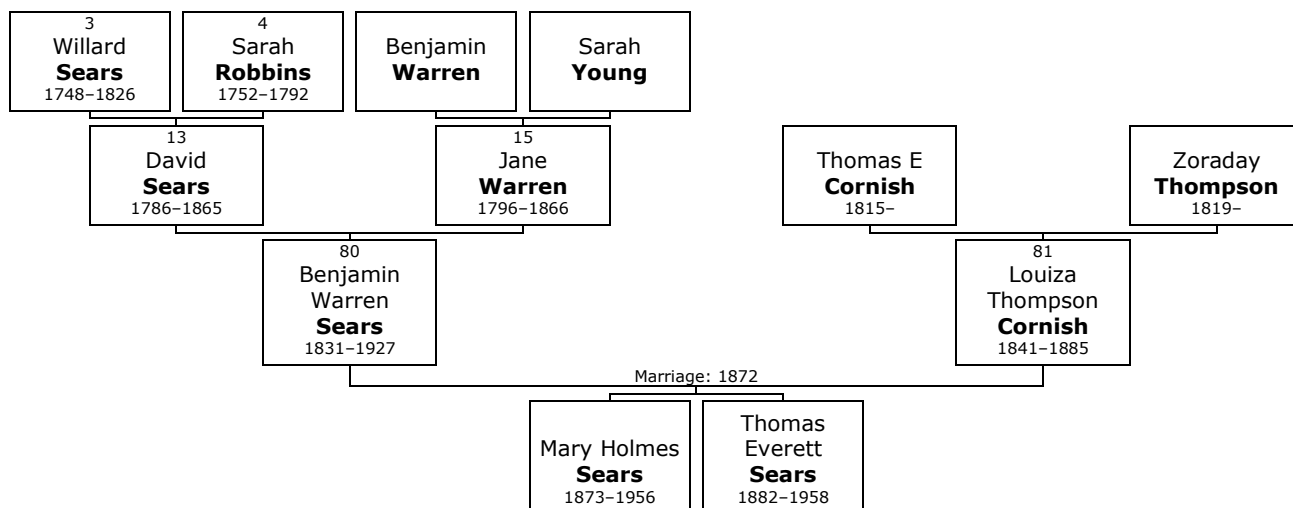 3
Willard
Sears
1748–1826
4
Sarah
Robbins
1752–1792
Benjamin
Warren
Sarah
Young
13
David
Sears
1786–1865
15
Jane
Warren
1796–1866
Thomas E
Cornish
1815–
Zoraday
Thompson
1819–
80
Benjamin
Warren
Sears
1831–1927
81
Louiza
Thompson
Cornish
1841–1885
Marriage: 1872
Mary Holmes
Sears
1873–1956
Thomas
Everett
Sears
1882–1958